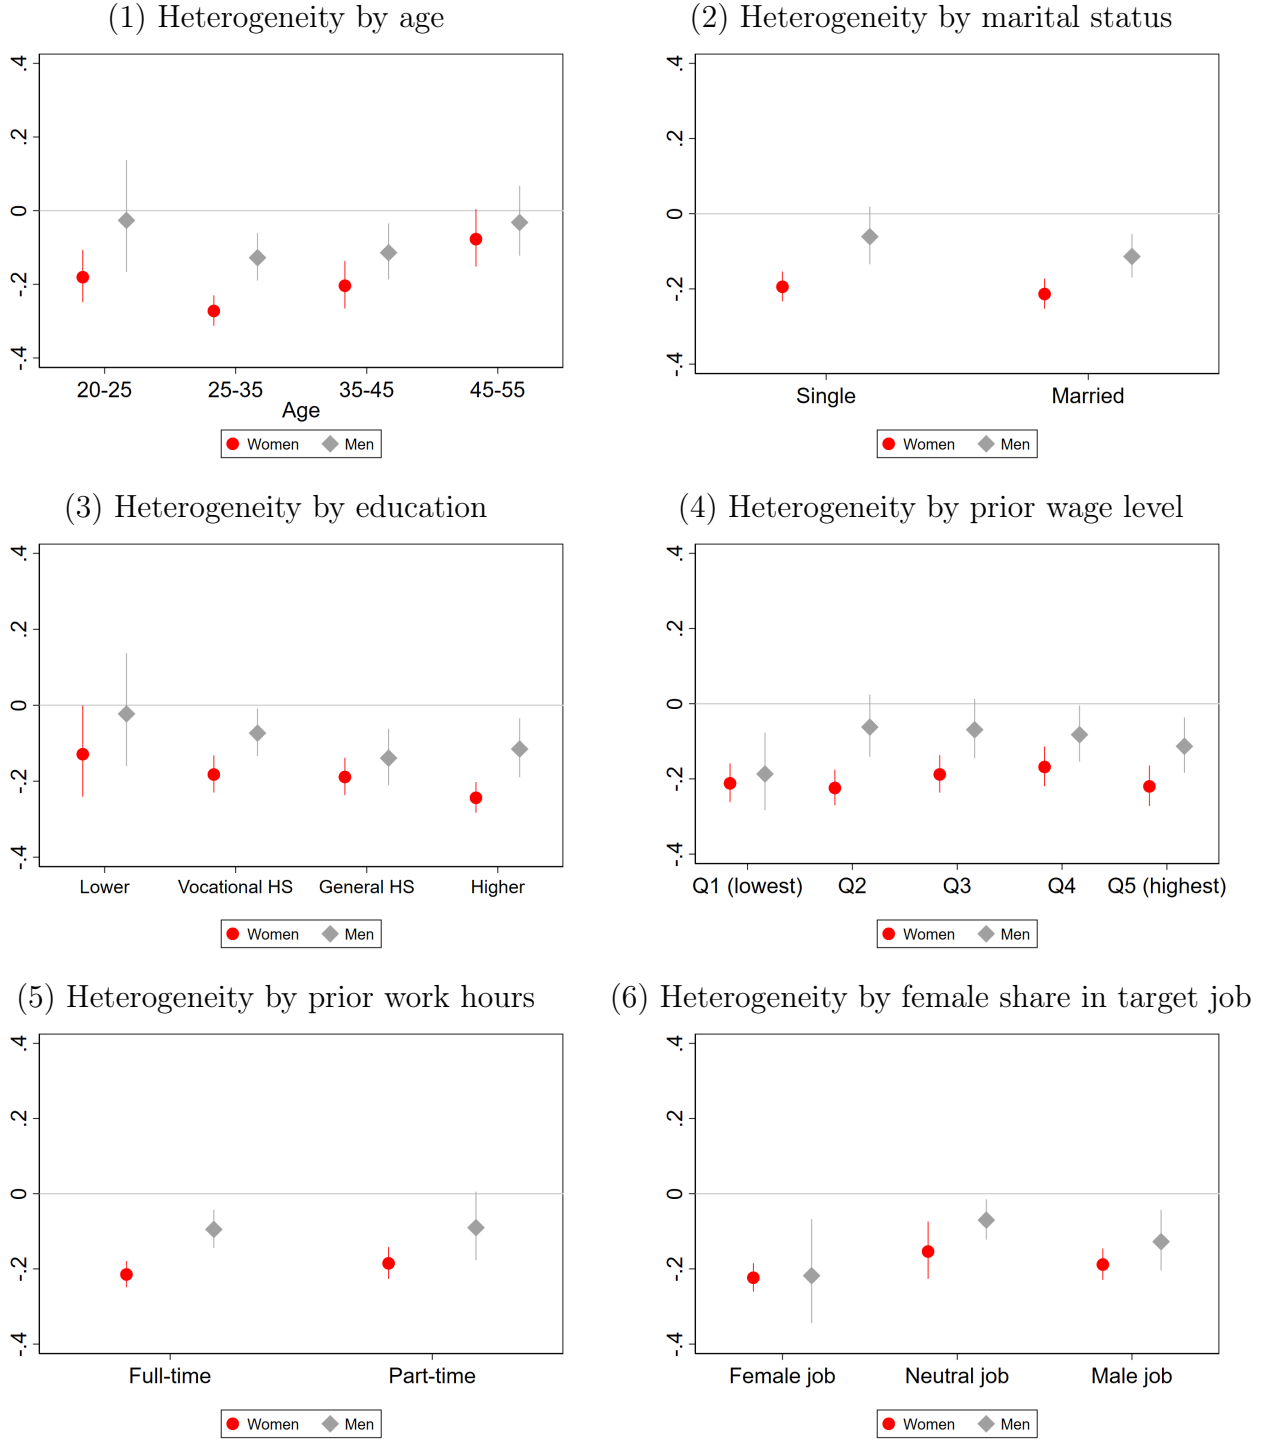 (1) Heterogeneity by age
.4
.2
0
-.2
-.4
20-25 25-35 35-45 45-55
Age
Women Men
(2) Heterogeneity by marital status
.4
.2
0
-.2
-.4
Single Married
Women Men
(3) Heterogeneity by education
.4
.2
0
-.2
-.4
Lower Vocational HS General HS Higher
Women Men
(4) Heterogeneity by prior wage level
.4
.2
0
-.2
-.4
Q1 (lowest) Q2 Q3 Q4 Q5 (highest)
Women Men
(5) Heterogeneity by prior work hours
.4
.2
0
-.2
-.4
Full-time Part-time
Women Men
(6) Heterogeneity by female share in target job
.4
.2
0
-.2
-.4
Female job Neutral job Male job
Women Men